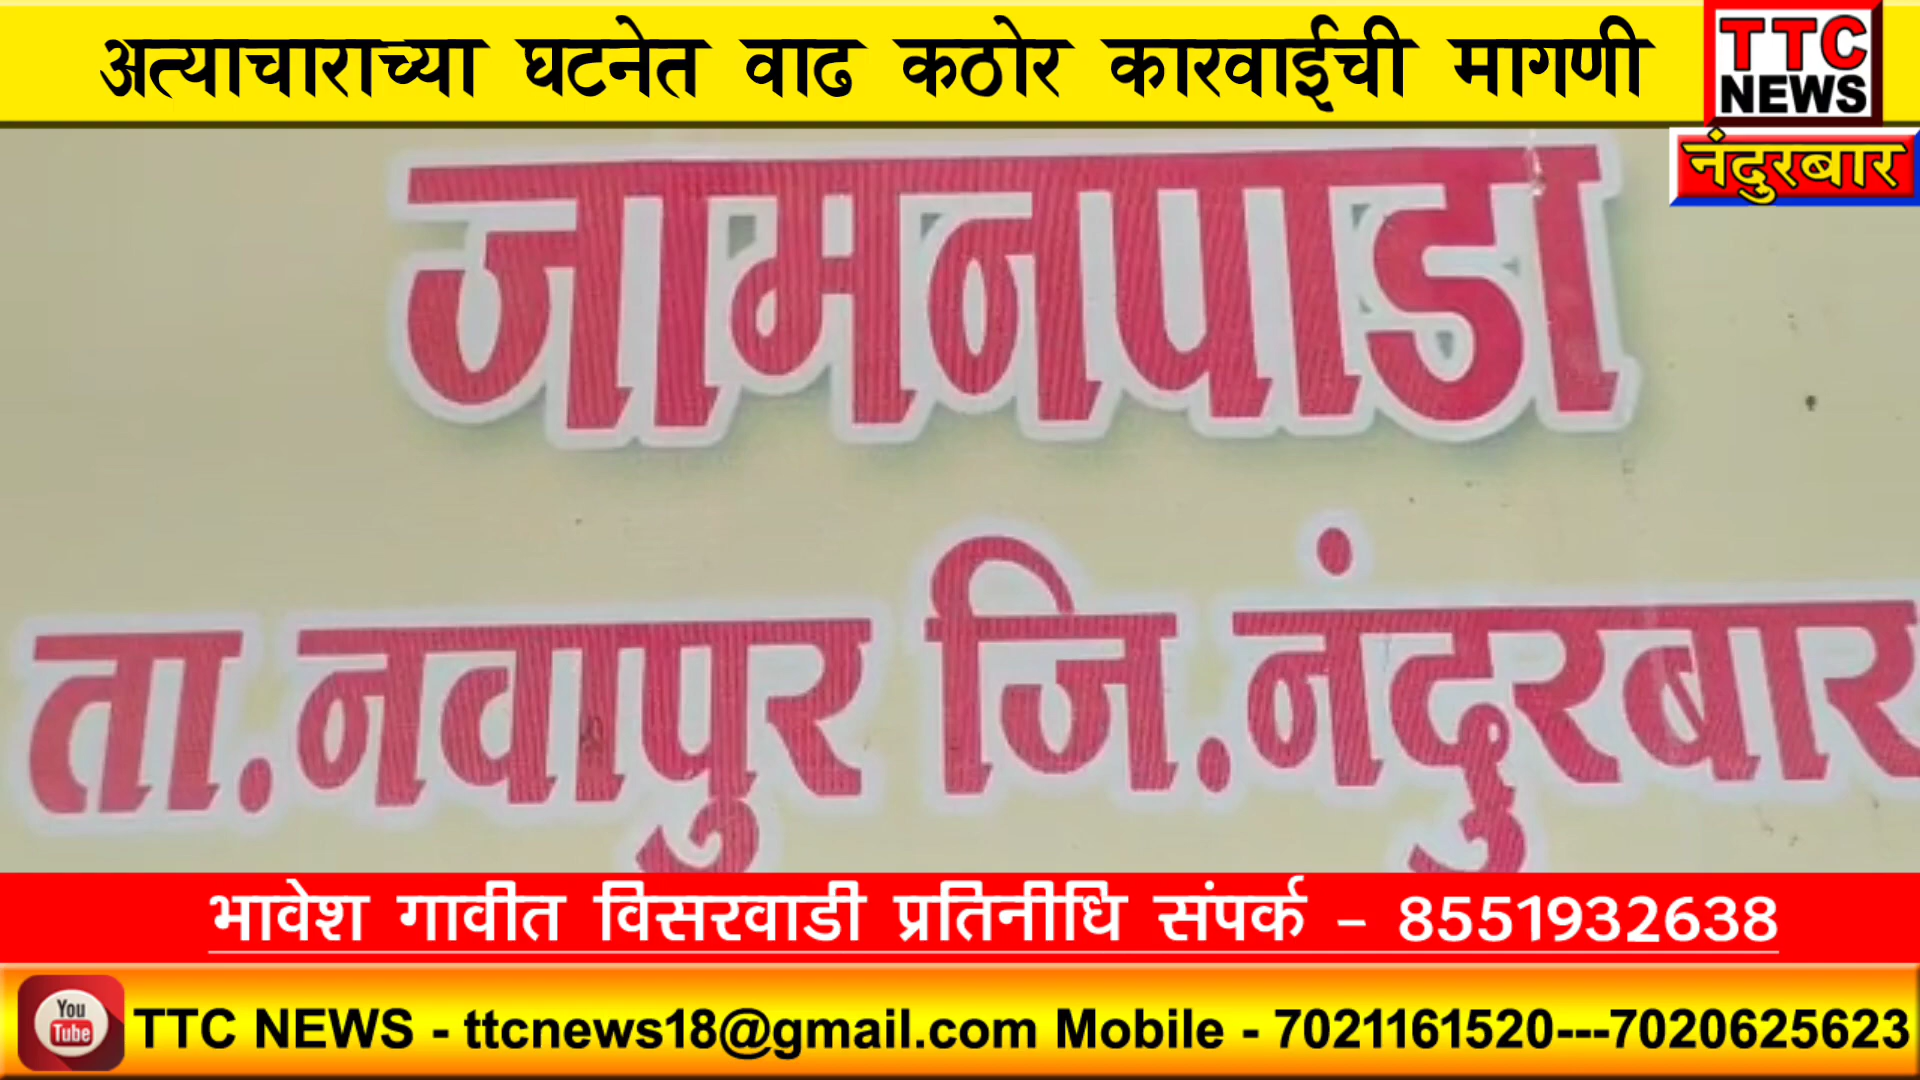 अत्याचाराच्या घटनेत वाढ कठोर कारवाईची मागणी
TTC
NEWS
नंदुरबार
जामनपाडा
ता.नवापुर जि.नंदुरबार
भावेश गावीत विसरवाडी प्रतिनीधि संपर्क - 8551932638
You
Tube
TTC NEWS - ttcnews18@gmail.com Mobile - 7021161520---7020625623